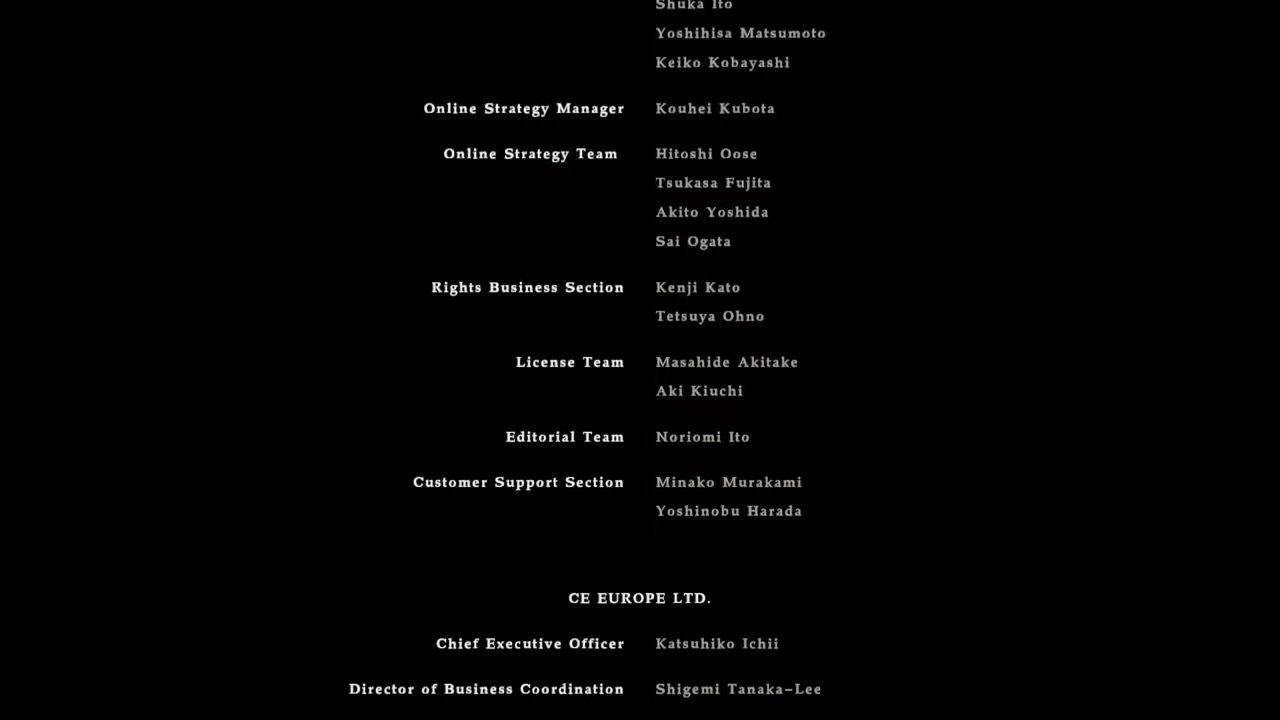 Shuka Ito
Yoshihisa Matsumoto
Keiko Kobayashi
Online Strategy Manager Kouhei Kubota
Online Strategy Team Hitoshi Oose
Tsukasa Fujita
Akito Yoshida
Sai Ogata
Rights Business Section Kenji Kato
Tetsuya Ohno
License Team Masahide Akitake
Aki Kiuchi
Editorial Team Noriomi Ito
Customer Support Section Minako Murakami
Yoshinobu Harada
CE EUROPE LTD.
Chief Executive Officer Katsuhiko Ichii
Director of Business Coordination Shigemi Tanaka-Lee